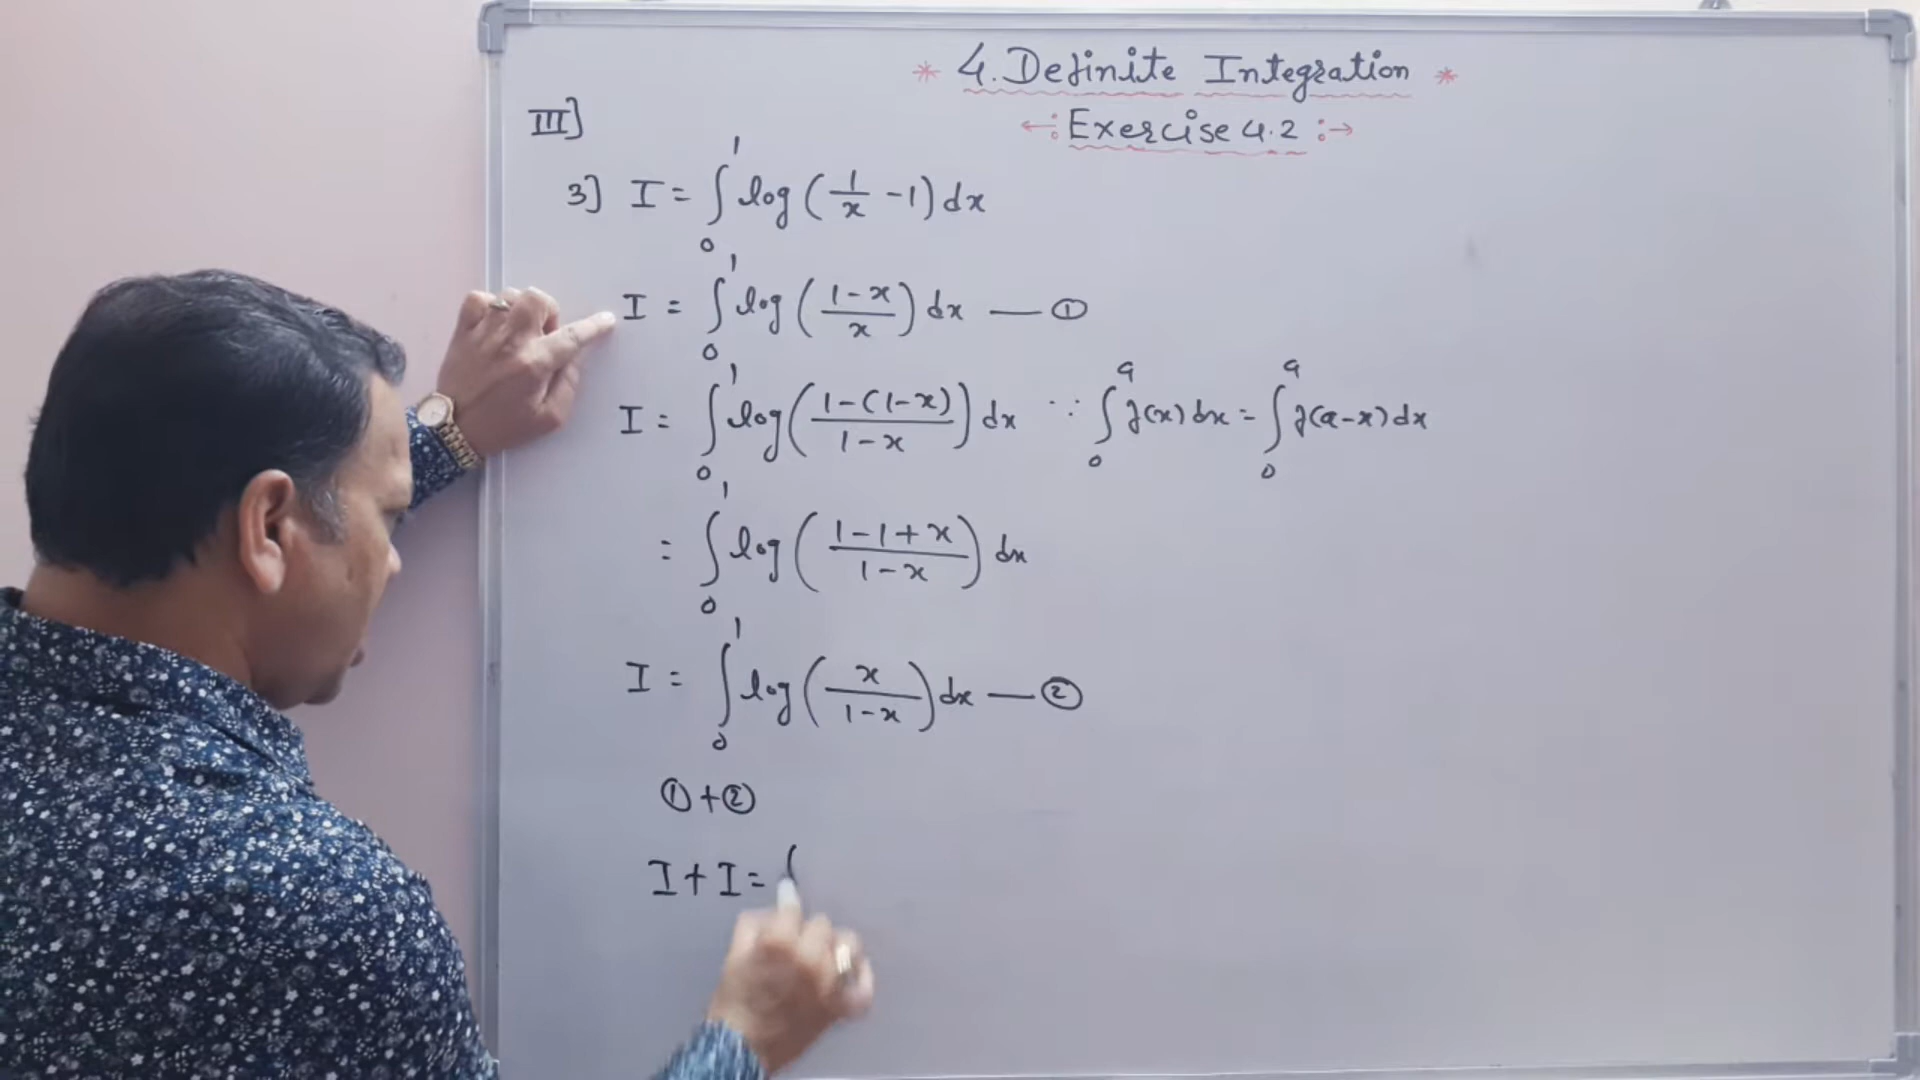 * 4. Definite Integration *
←: Exercise 4.2 :→
III]
3] I = ∫₀¹ log (1/x - 1) dx
I = ∫₀¹ log ((1-x)/x) dx — ①
I = ∫₀¹ log ((1-(1-x))/(1-x)) dx ∵ ∫₀ᵃ f(x) dx = ∫₀ᵃ f(a-x) dx
= ∫₀¹ log ((1-1+x)/(1-x)) dx
I = ∫₀¹ log (x/(1-x)) dx — ②
① + ②
I + I = ∫